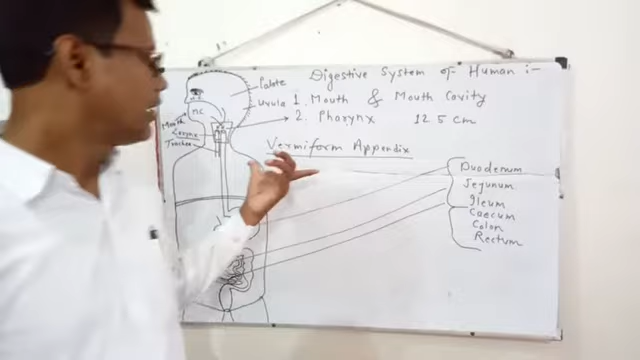 Digestive System of Human :-
Palate
Uvula
1. Mouth & Mouth Cavity
2. Pharynx 12.5 cm
nc
Mouth
Larynx
Trachea
Vermiform Appendix
Duodenum
Jejunum
Ileum
Caecum
Colon
Rectum